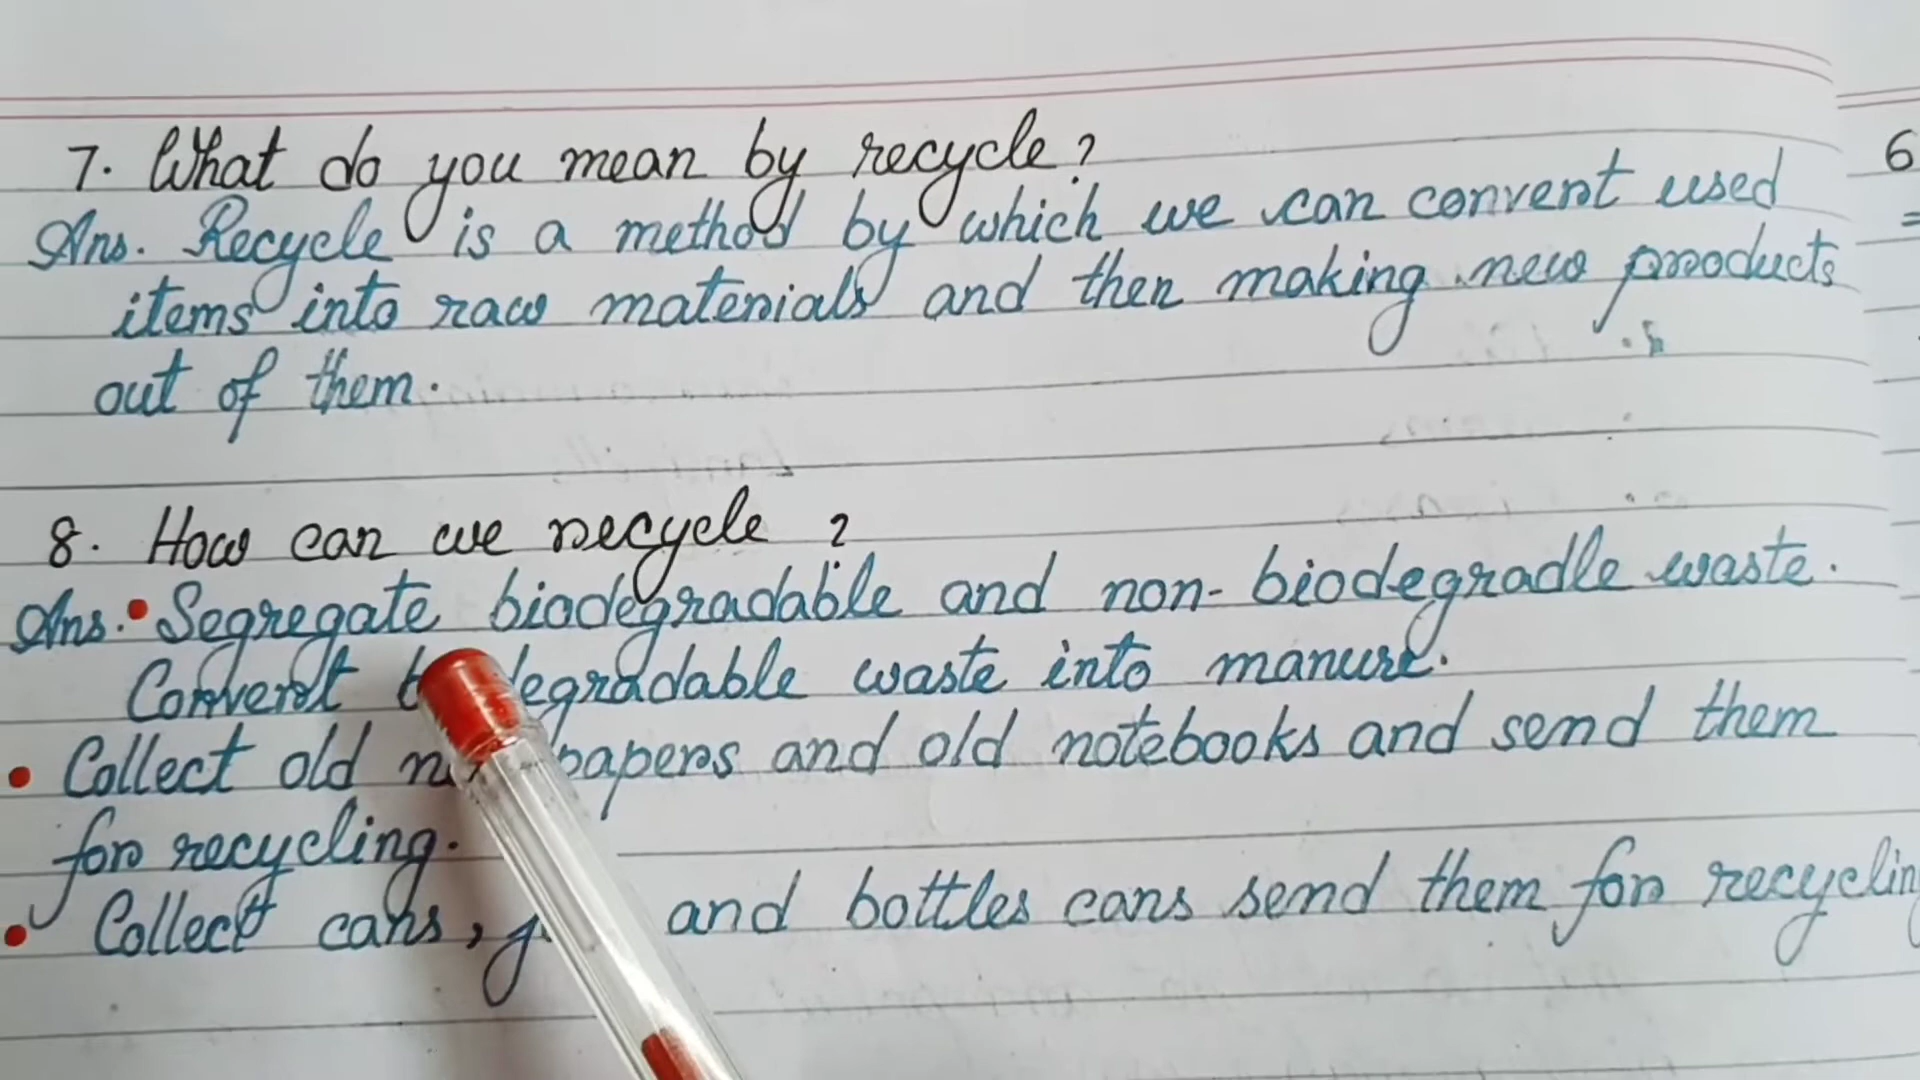 7. What do you mean by recycle?
Ans. Recycle is a method by which we can convert used
items into raw materials and then making new products
out of them.
8. How can we recycle ?
Ans. • Segregate biodegradable and non-biodegradle waste.
Convert waste into manure.
• Collect old and old notebooks and send them
for recycling.
• Collect cans, and bottles cans send them for recycling
6
=